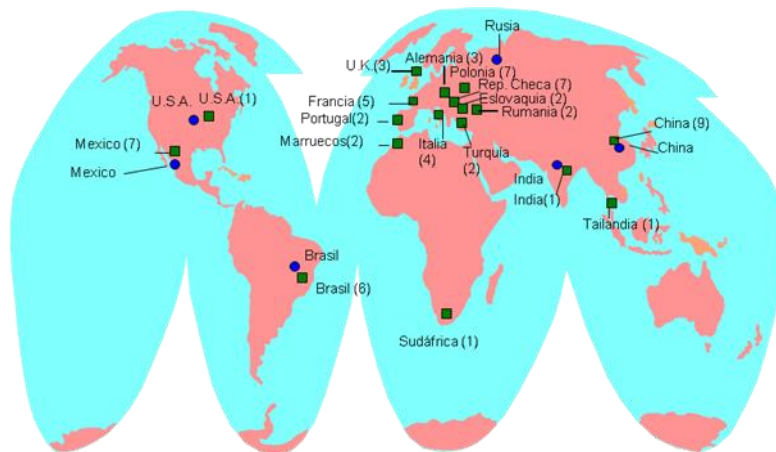 Rusia
U.K.(3)
Alemania (3)
Polonia (7)
Rep. Checa (7)
Eslovaquia (2)
Rumania (2)
Francia (5)
Portugal(2)
Marruecos(2)
Italia
(4)
Turquía
(2)
U.S.A.
U.S.A.(1)
Mexico (7)
Mexico
China (9)
China
India
India(1)
Tailandia (1)
Brasil
Brasil (6)
Sudáfrica (1)